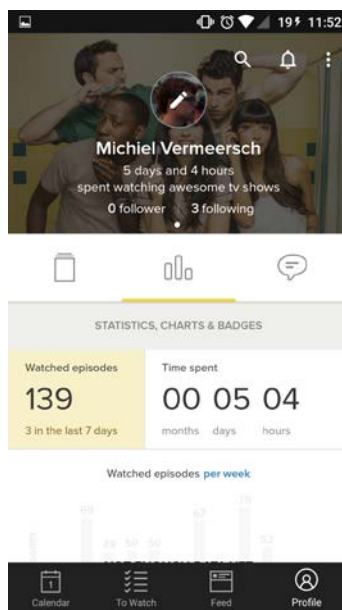 19 11:52
Michiel Vermeersch
5 days and 4 hours
spent watching awesome tv shows
0 follower 3 following
STATISTICS, CHARTS & BADGES
Watched episodes
139
3 in the last 7 days
Time spent
00 05 04
months days hours
Watched episodes per week
1
Calendar To Watch Feed Profile